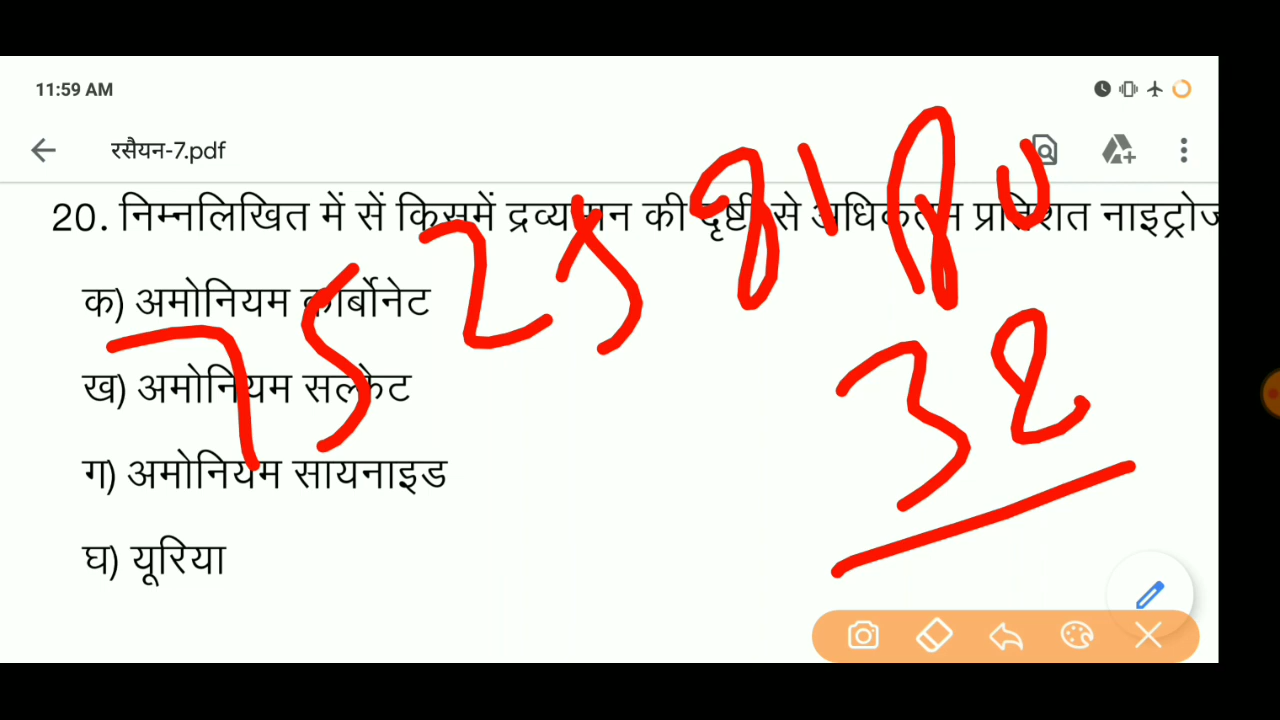 11:59 AM
रसैयन-7.pdf
20. निम्नलिखित में सें किसमें द्रव्यमान की दृष्टी से अधिकतम प्रतिशत नाइट्रोज
क) अमोनियम कार्बोनेट
75 25
ख) अमोनियम सल्फेट
32
ग) अमोनियम सायनाइड
घ) यूरिया